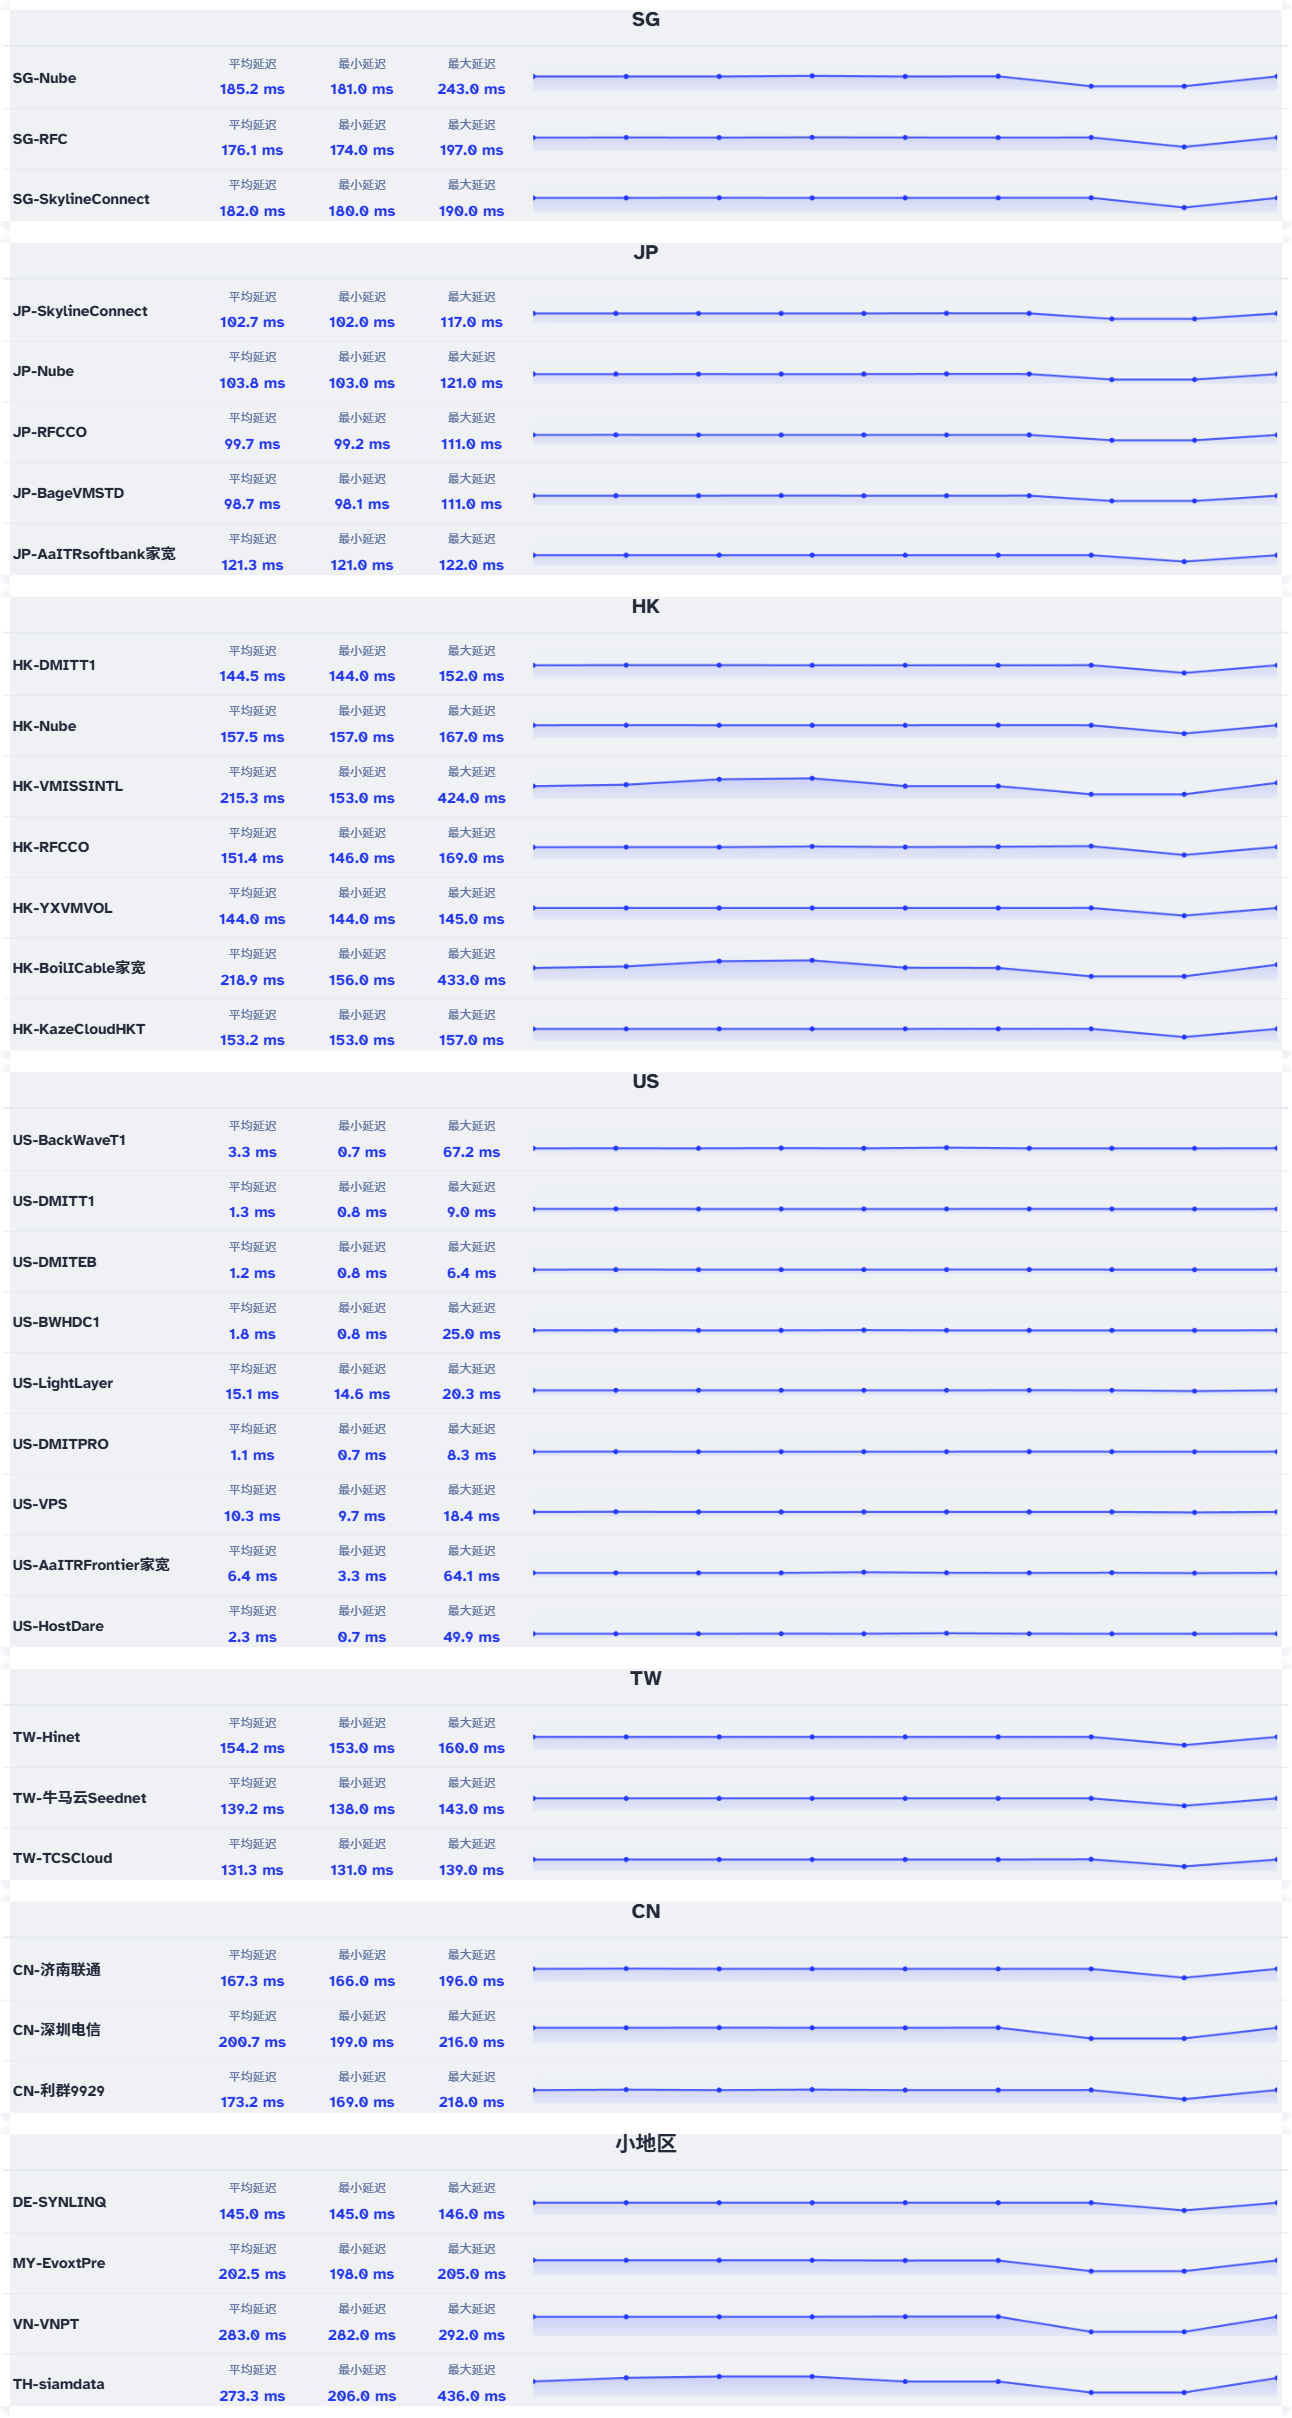 SG
平均延迟 最小延迟 最大延迟
SG-Nube
185.2 ms 181.0 ms 243.0 ms
平均延迟 最小延迟 最大延迟
SG-RFC
176.1 ms 174.0 ms 197.0 ms
平均延迟 最小延迟 最大延迟
SG-SkylineConnect
182.0 ms 180.0 ms 190.0 ms
JP
平均延迟 最小延迟 最大延迟
JP-SkylineConnect
102.7 ms 102.0 ms 117.0 ms
平均延迟 最小延迟 最大延迟
JP-Nube
103.8 ms 103.0 ms 121.0 ms
平均延迟 最小延迟 最大延迟
JP-RFCCO
99.7 ms 99.2 ms 111.0 ms
平均延迟 最小延迟 最大延迟
JP-BageVMSTD
98.7 ms 98.1 ms 111.0 ms
平均延迟 最小延迟 最大延迟
JP-AaITRsoftbank家宽
121.3 ms 121.0 ms 122.0 ms
HK
平均延迟 最小延迟 最大延迟
HK-DMITT1
144.5 ms 144.0 ms 152.0 ms
平均延迟 最小延迟 最大延迟
HK-Nube
157.5 ms 157.0 ms 167.0 ms
平均延迟 最小延迟 最大延迟
HK-VMISSINTL
215.3 ms 153.0 ms 424.0 ms
平均延迟 最小延迟 最大延迟
HK-RFCCO
151.4 ms 146.0 ms 169.0 ms
平均延迟 最小延迟 最大延迟
HK-YXVMVOL
144.0 ms 144.0 ms 145.0 ms
平均延迟 最小延迟 最大延迟
HK-BoilICable家宽
218.9 ms 156.0 ms 433.0 ms
平均延迟 最小延迟 最大延迟
HK-KazeCloudHKT
153.2 ms 153.0 ms 157.0 ms
US
平均延迟 最小延迟 最大延迟
US-BackWaveT1
3.3 ms 0.7 ms 67.2 ms
平均延迟 最小延迟 最大延迟
US-DMITT1
1.3 ms 0.8 ms 9.0 ms
平均延迟 最小延迟 最大延迟
US-DMITEB
1.2 ms 0.8 ms 6.4 ms
平均延迟 最小延迟 最大延迟
US-BWHDC1
1.8 ms 0.8 ms 25.0 ms
平均延迟 最小延迟 最大延迟
US-LightLayer
15.1 ms 14.6 ms 20.3 ms
平均延迟 最小延迟 最大延迟
US-DMITPRO
1.1 ms 0.7 ms 8.3 ms
平均延迟 最小延迟 最大延迟
US-VPS
10.3 ms 9.7 ms 18.4 ms
平均延迟 最小延迟 最大延迟
US-AaITRFrontier家宽
6.4 ms 3.3 ms 64.1 ms
平均延迟 最小延迟 最大延迟
US-HostDare
2.3 ms 0.7 ms 49.9 ms
TW
平均延迟 最小延迟 最大延迟
TW-Hinet
154.2 ms 153.0 ms 160.0 ms
平均延迟 最小延迟 最大延迟
TW-牛马云Seednet
139.2 ms 138.0 ms 143.0 ms
平均延迟 最小延迟 最大延迟
TW-TCSCloud
131.3 ms 131.0 ms 139.0 ms
CN
平均延迟 最小延迟 最大延迟
CN-济南联通
167.3 ms 166.0 ms 196.0 ms
平均延迟 最小延迟 最大延迟
CN-深圳电信
200.7 ms 199.0 ms 216.0 ms
平均延迟 最小延迟 最大延迟
CN-利群9929
173.2 ms 169.0 ms 218.0 ms
小地区
平均延迟 最小延迟 最大延迟
DE-SYNLINQ
145.0 ms 145.0 ms 146.0 ms
平均延迟 最小延迟 最大延迟
MY-EvoxtPre
202.5 ms 198.0 ms 205.0 ms
平均延迟 最小延迟 最大延迟
VN-VNPT
283.0 ms 282.0 ms 292.0 ms
平均延迟 最小延迟 最大延迟
TH-siamdata
273.3 ms 206.0 ms 436.0 ms